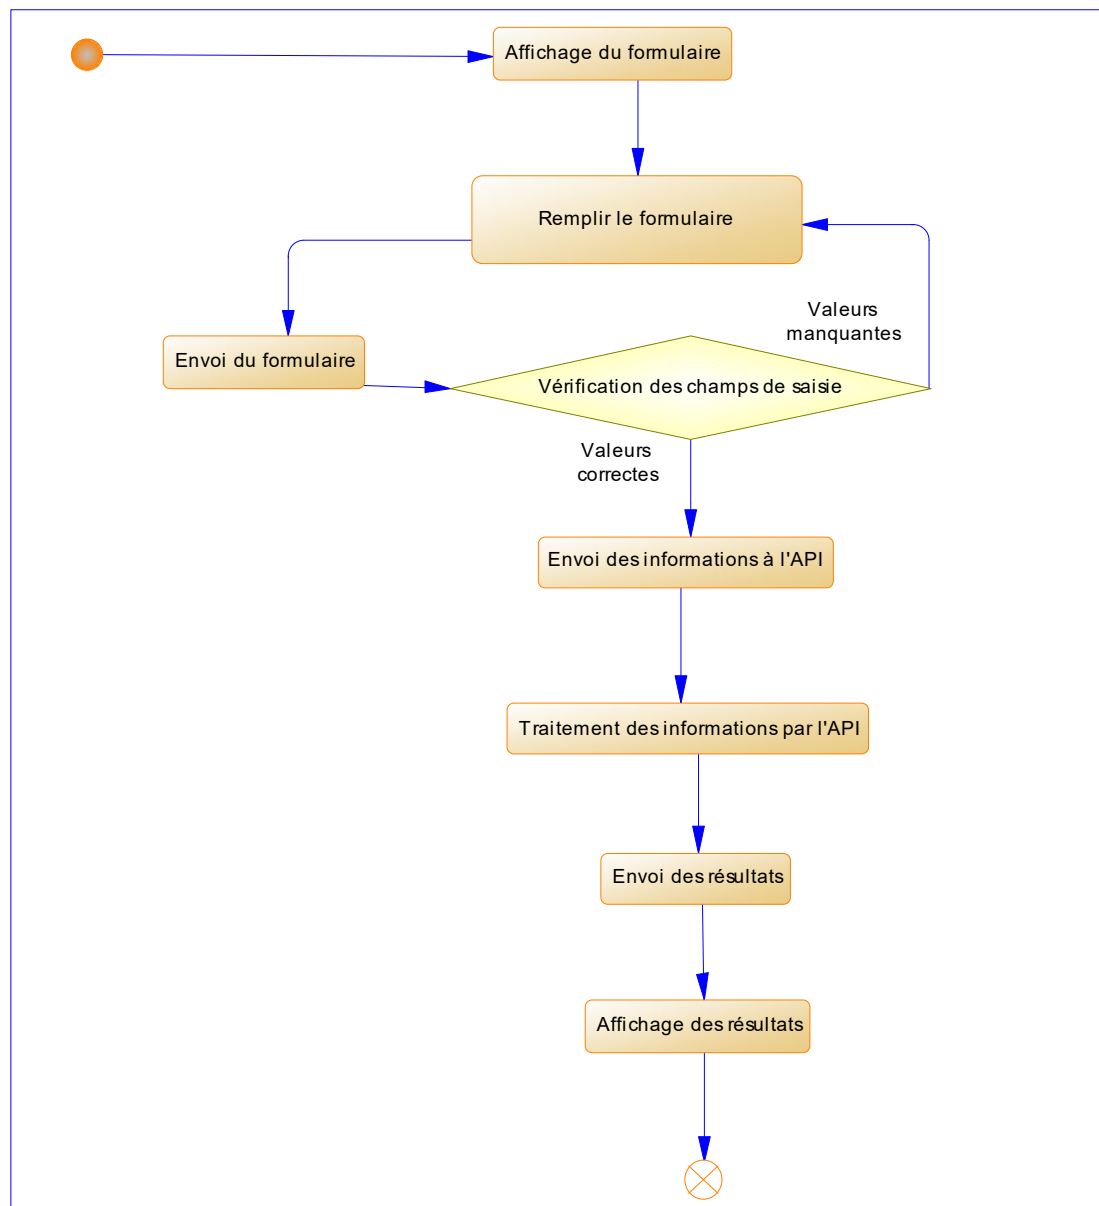 Affichage du formulaire
Remplir le formulaire
Valeurs
manquantes
Envoi du formulaire
Vérification des champs de saisie
Valeurs
correctes
Envoi des informations à l'API
Traitement des informations par l'API
Envoi des résultats
Affichage des résultats